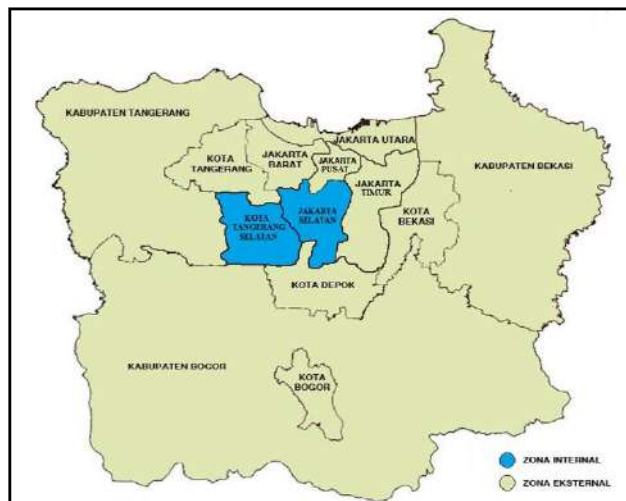 KABUPATEN TANGERANG
JAKARTA UTARA
KOTA
TANGERANG
JAKARTA
BARAT
JAKARTA
PUSAT
KABUPATEN BEKASI
JAKARTA
TIMUR
KOTA
TANGERANG
SELATAN
JAKARTA
SELATAN
KOTA
BEKASI
KOTA DEPOK
KABUPATEN BOGOR
KOTA
BOGOR
ZONA INTERNAL
ZONA EKSTERNAL